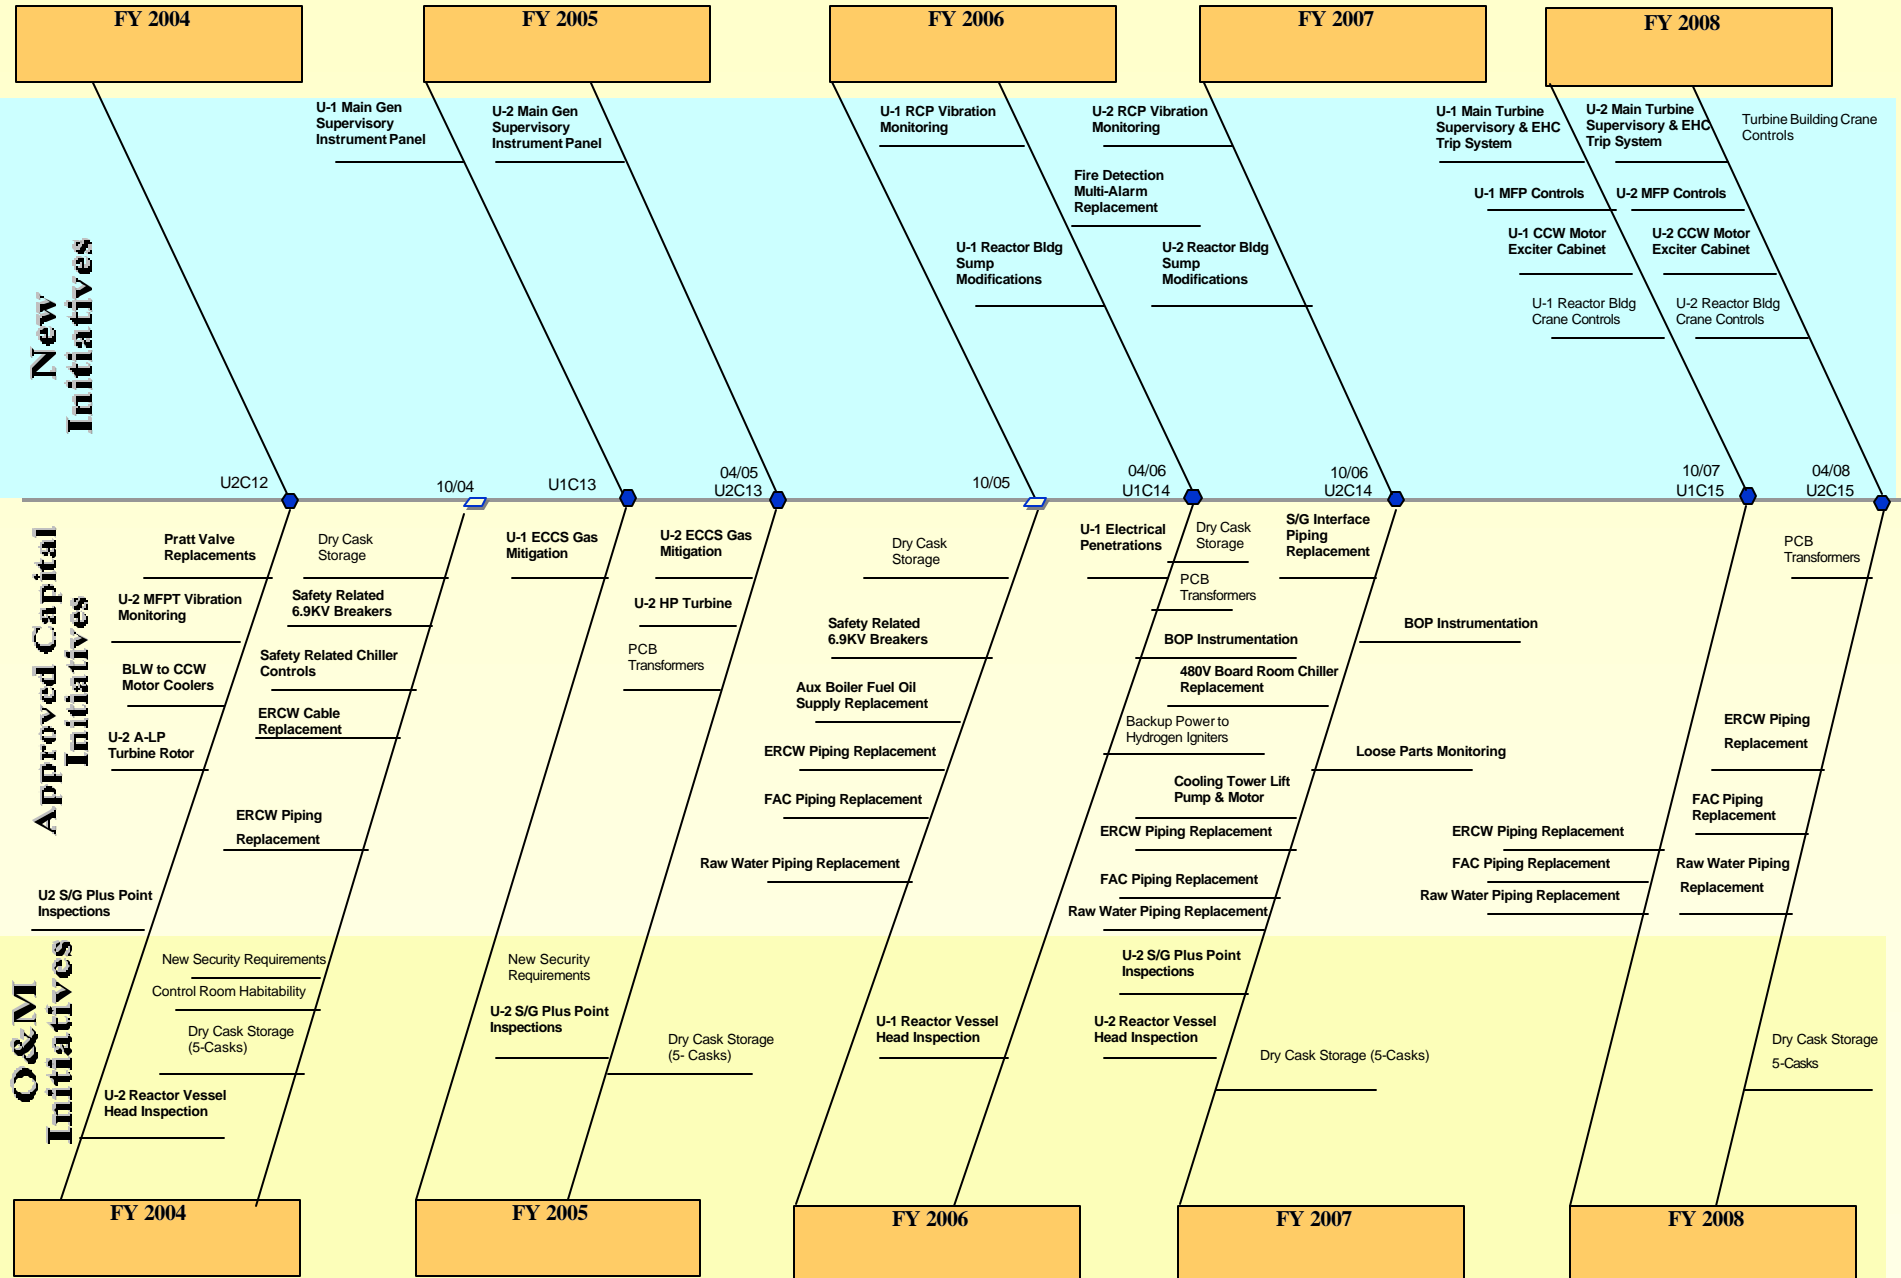 FY 2004
FY 2005
FY 2006
FY 2007
FY 2008
New
Initiatives
U-1 Main Gen
Supervisory
Instrument Panel
U-2 Main Gen
Supervisory
Instrument Panel
U-1 RCP Vibration
Monitoring
U-2 RCP Vibration
Monitoring
Fire Detection
Multi-Alarm
Replacement
U-1 Reactor Bldg
Sump
Modifications
U-2 Reactor Bldg
Sump
Modifications
U-1 Main Turbine
Supervisory & EHC
Trip System
U-2 Main Turbine
Supervisory & EHC
Trip System
Turbine Building Crane
Controls
U-1 MFP Controls
U-2 MFP Controls
U-1 CCW Motor
Exciter Cabinet
U-2 CCW Motor
Exciter Cabinet
U-1 Reactor Bldg
Crane Controls
U-2 Reactor Bldg
Crane Controls
U2C12
10/04
U1C13
04/05
U2C13
10/05
04/06
U1C14
10/06
U2C14
10/07
U1C15
04/08
U2C15
Approved Capital
Initiatives
Pratt Valve
Replacements
U-2 MFPT Vibration
Monitoring
BLW to CCW
Motor Coolers
U-2 A-LP
Turbine Rotor
U2 S/G Plus Point
Inspections
Dry Cask
Storage
Safety Related
6.9KV Breakers
Safety Related Chiller
Controls
ERCW Cable
Replacement
ERCW Piping
Replacement
U-1 ECCS Gas
Mitigation
U-2 ECCS Gas
Mitigation
U-2 HP Turbine
PCB
Transformers
Dry Cask
Storage
Safety Related
6.9KV Breakers
Aux Boiler Fuel Oil
Supply Replacement
ERCW Piping Replacement
FAC Piping Replacement
Raw Water Piping Replacement
U-1 Electrical
Penetrations
Dry Cask
Storage
PCB
Transformers
BOP Instrumentation
480V Board Room Chiller
Replacement
Backup Power to
Hydrogen Igniters
Cooling Tower Lift
Pump & Motor
ERCW Piping Replacement
FAC Piping Replacement
Raw Water Piping Replacement
S/G Interface
Piping
Replacement
BOP Instrumentation
Loose Parts Monitoring
ERCW Piping Replacement
FAC Piping Replacement
Raw Water Piping Replacement
PCB
Transformers
ERCW Piping
Replacement
FAC Piping
Replacement
Raw Water Piping
Replacement
O&M
Initiatives
New Security Requirements
Control Room Habitability
Dry Cask Storage
(5-Casks)
U-2 Reactor Vessel
Head Inspection
New Security
Requirements
U-2 S/G Plus Point
Inspections
Dry Cask Storage
(5- Casks)
U-1 Reactor Vessel
Head Inspection
U-2 S/G Plus Point
Inspections
U-2 Reactor Vessel
Head Inspection
Dry Cask Storage (5-Casks)
Dry Cask Storage
5-Casks
FY 2004
FY 2005
FY 2006
FY 2007
FY 2008